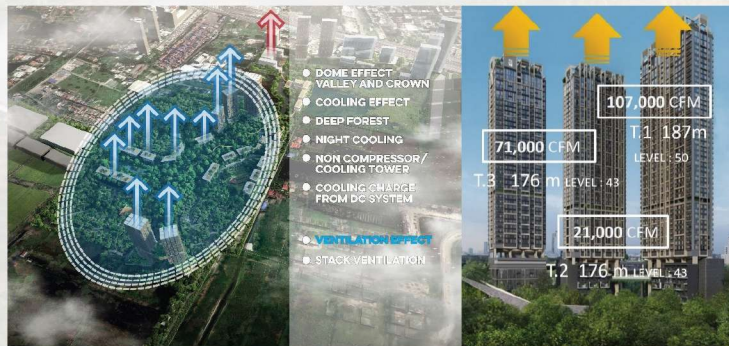 DOME EFFECT
VALLEY AND CROWN
COOLING EFFECT
DEEP FOREST
NIGHT COOLING
NON COMPRESSOR/
COOLING TOWER
COOLING CHARGE
FROM DC SYSTEM
VENTILATION EFFECT
STACK VENTILATION
107,000 CFM
T.1 187m
LEVEL : 50
71,000 CFM
T.3 176 m LEVEL : 43
21,000 CFM
T.2 176 m LEVEL : 43